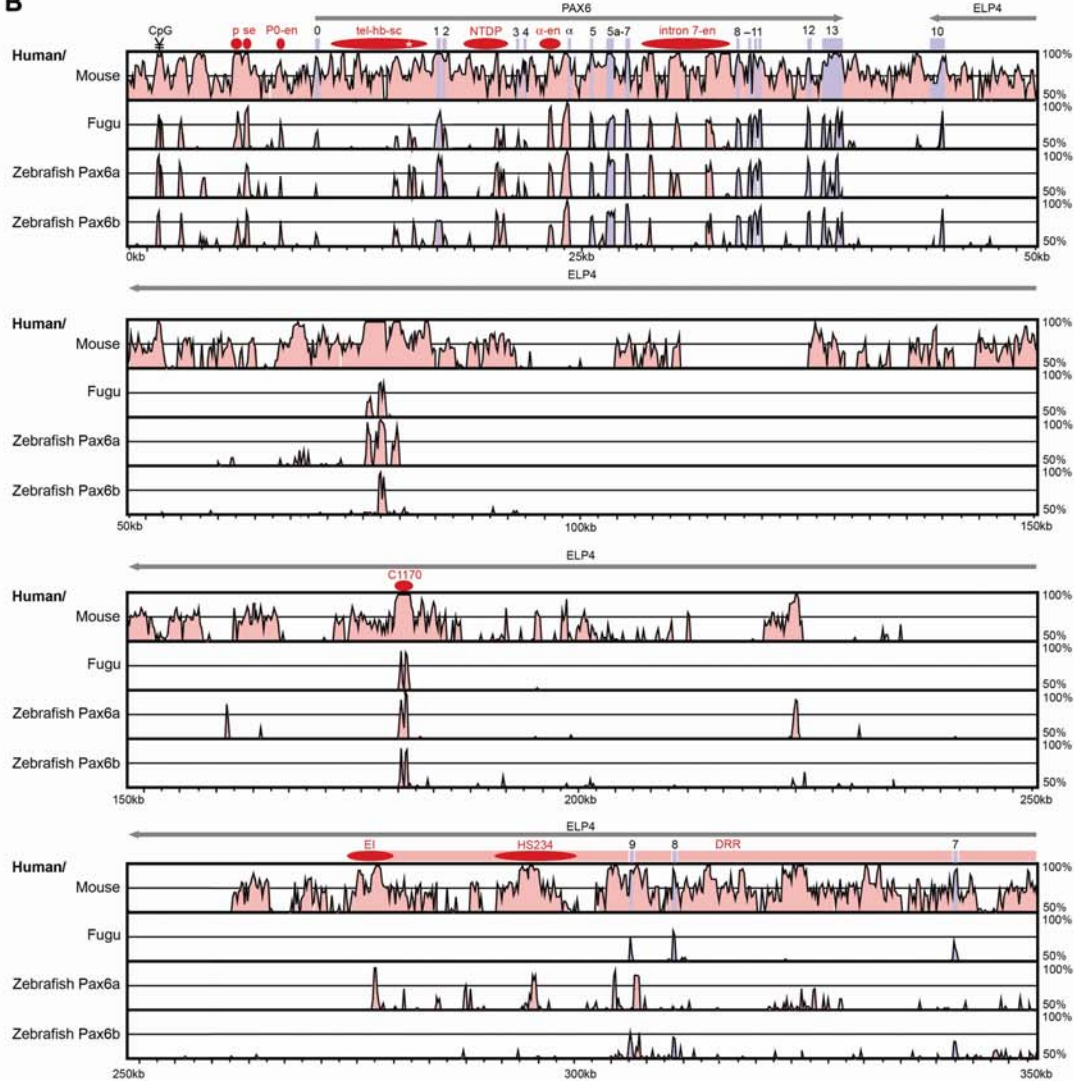 B
PAX6 ELP4
CpG p se P0-en 0 tel-hb-sc 1 2 NTDP 3 4 α-en α 5 5a-7 intron 7-en 8 –11 12 13 10
Human/
Mouse 100% 50%
Fugu 100% 50%
Zebrafish Pax6a 100% 50%
Zebrafish Pax6b 100% 50%
0kb 25kb 50kb
ELP4
Human/
Mouse 100% 50%
Fugu 100% 50%
Zebrafish Pax6a 100% 50%
Zebrafish Pax6b 100% 50%
50kb 100kb 150kb
ELP4
C1170
Human/
Mouse 100% 50%
Fugu 100% 50%
Zebrafish Pax6a 100% 50%
Zebrafish Pax6b 100% 50%
150kb 200kb 250kb
ELP4
EI HS234 9 8 DRR 7
Human/
Mouse 100% 50%
Fugu 100% 50%
Zebrafish Pax6a 100% 50%
Zebrafish Pax6b 100% 50%
250kb 300kb 350kb